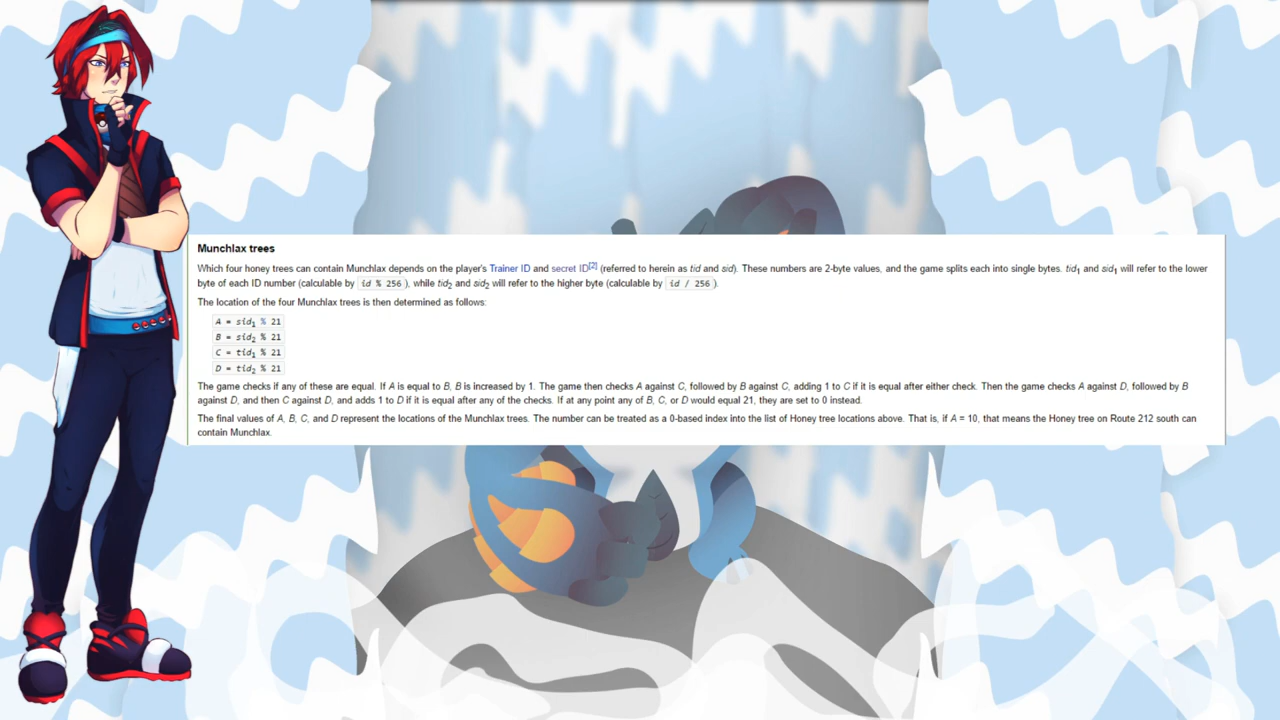 Munchlax trees
Which four honey trees can contain Munchlax depends on the player's Trainer ID and secret ID[2] (referred to herein as tid and sid). These numbers are 2-byte values, and the game splits each into single bytes. tid1 and sid1 will refer to the lower
byte of each ID number (calculable by id % 256 ), while tid2 and sid2 will refer to the higher byte (calculable by id / 256 ).
The location of the four Munchlax trees is then determined as follows:
A = sid1 % 21
B = sid2 % 21
C = tid1 % 21
D = tid2 % 21
The game checks if any of these are equal. If A is equal to B, B is increased by 1. The game then checks A against C, followed by B against C, adding 1 to C if it is equal after either check. Then the game checks A against D, followed by B
against D, and then C against D, and adds 1 to D if it is equal after any of the checks. If at any point any of B, C, or D would equal 21, they are set to 0 instead.
The final values of A, B, C, and D represent the locations of the Munchlax trees. The number can be treated as a 0-based index into the list of Honey tree locations above. That is, if A = 10, that means the Honey tree on Route 212 south can
contain Munchlax.